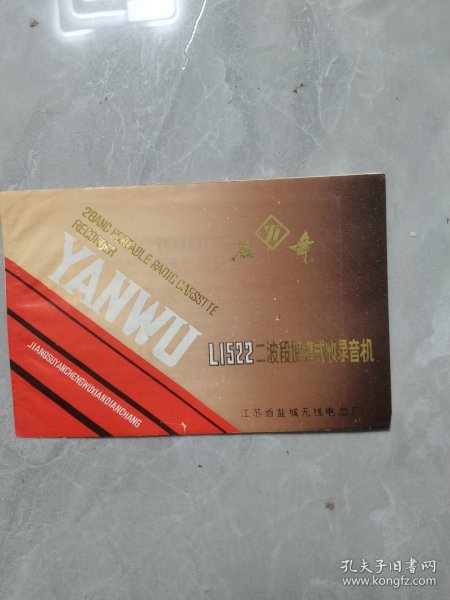 2BAND PORTABLE RADIO CARSSTTE
RECORDER
YANWU
JIANGSUYANCHENGWUXIANDIANCHANG
燕舞
L1522二波段便携式收录音机
江苏省盐城无线电总厂
孔夫子旧书网
www.kongfz.com